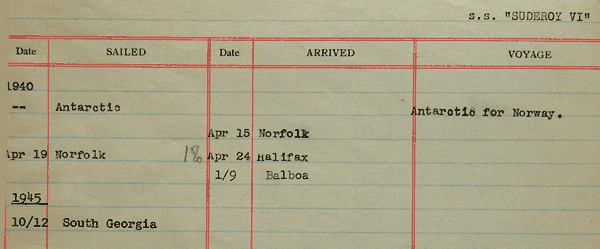 s.s. "SUDEROY VI"
Date SAILED Date ARRIVED VOYAGE
1940
-- Antarctic Antarctic for Norway.
Apr 15 Norfolk
Apr 19 Norfolk Apr 24 Halifax
1/9 Balboa
1945
10/12 South Georgia